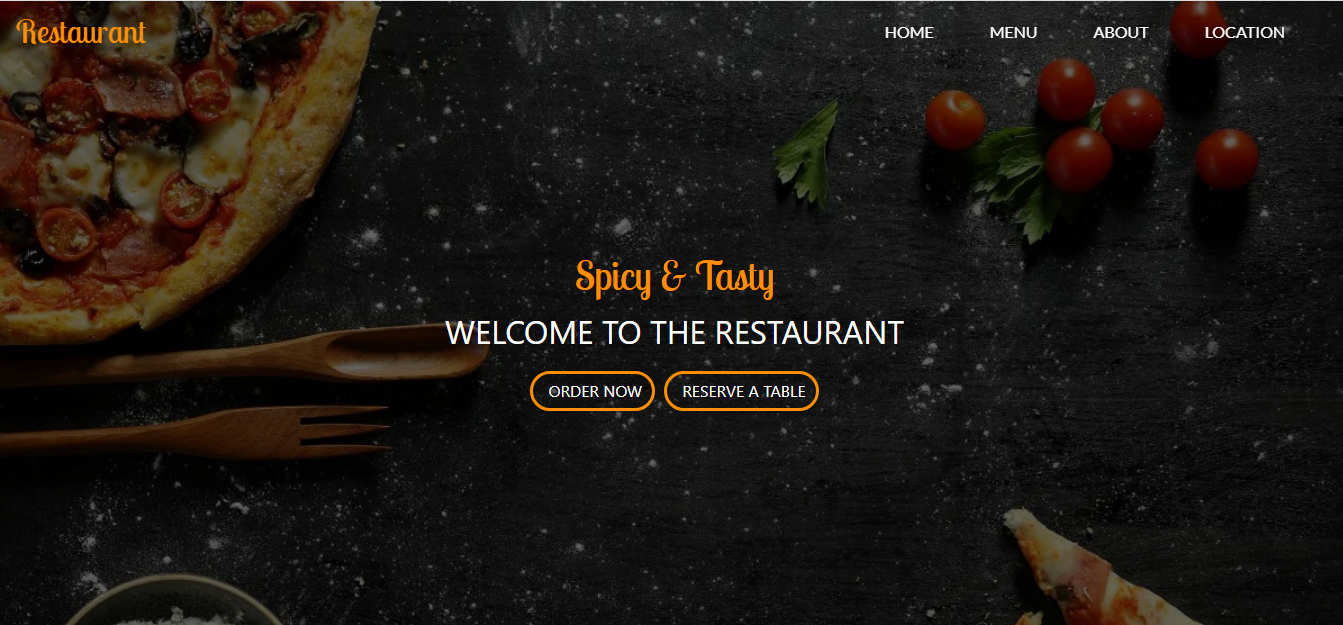 Restaurant
HOME MENU ABOUT LOCATION
Spicy & Tasty
WELCOME TO THE RESTAURANT
ORDER NOW RESERVE A TABLE